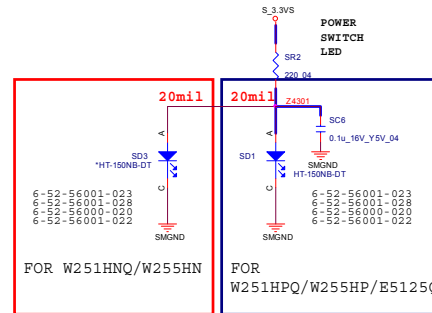 S_3.3VS
POWER
SWITCH
LED
SR2
220_04
20mil
20mil
Z4301
SC6
0.1u_16V_Y5V_04
A
A
SD3
*HT-150NB-DT
SD1
HT-150NB-DT
SMGND
C
C
6-52-56001-023
6-52-56001-028
6-52-56000-020
6-52-56001-022
6-52-56001-023
6-52-56001-028
6-52-56000-020
6-52-56001-022
SMGND
SMGND
FOR W251HNQ/W255HN
FOR
W251HPQ/W255HP/E5125Q